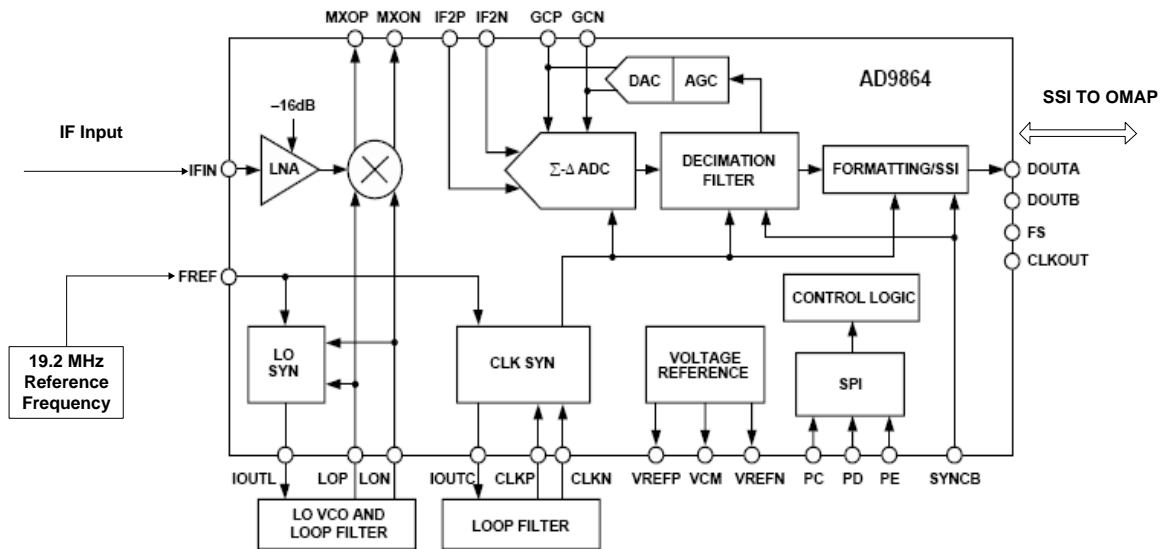 MXOP MXON IF2P IF2N GCP GCN
DAC AGC
AD9864
SSI TO OMAP
–16dB
IF Input
IFIN
LNA
Σ-Δ ADC
DECIMATION
FILTER
FORMATTING/SSI
DOUTA
DOUTB
FS
CLKOUT
FREF
CONTROL LOGIC
19.2 MHz
Reference
Frequency
LO
SYN
CLK SYN
VOLTAGE
REFERENCE
SPI
IOUTL LOP LON IOUTC CLKP CLKN VREFP VCM VREFN PC PD PE SYNCB
LO VCO AND
LOOP FILTER
LOOP FILTER